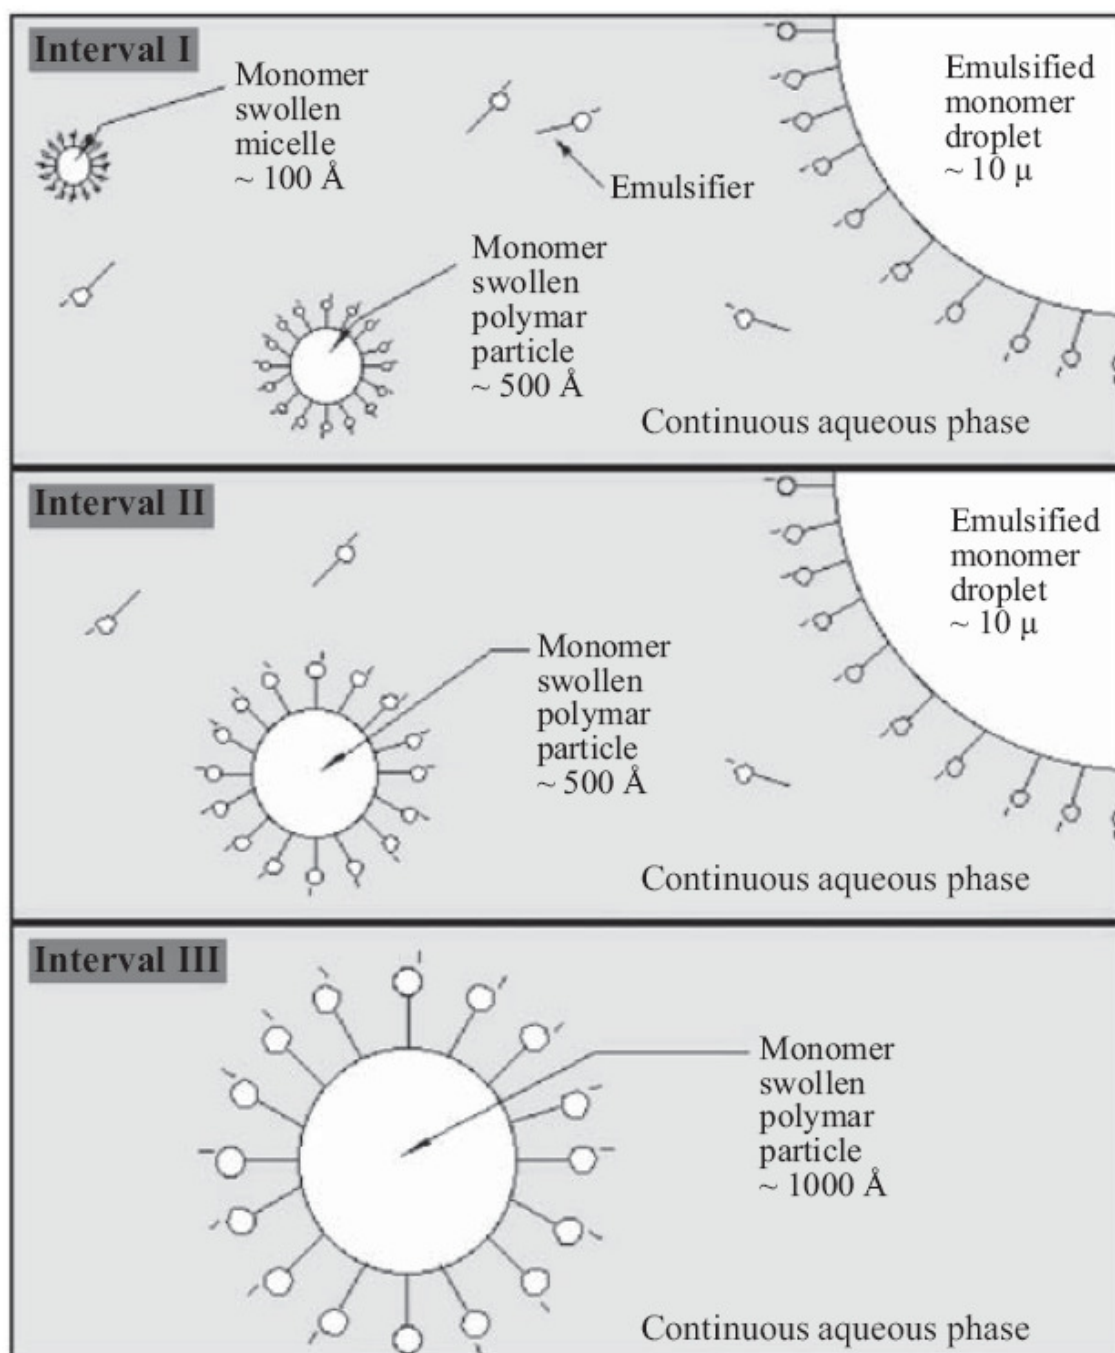 Interval I
Monomer
swollen
micelle
~ 100 Å
Emulsifier
Emulsified
monomer
droplet
~ 10 µ
Monomer
swollen
polymar
particle
~ 500 Å
Continuous aqueous phase
Interval II
Emulsified
monomer
droplet
~ 10 µ
Monomer
swollen
polymar
particle
~ 500 Å
Continuous aqueous phase
Interval III
Monomer
swollen
polymar
particle
~ 1000 Å
Continuous aqueous phase